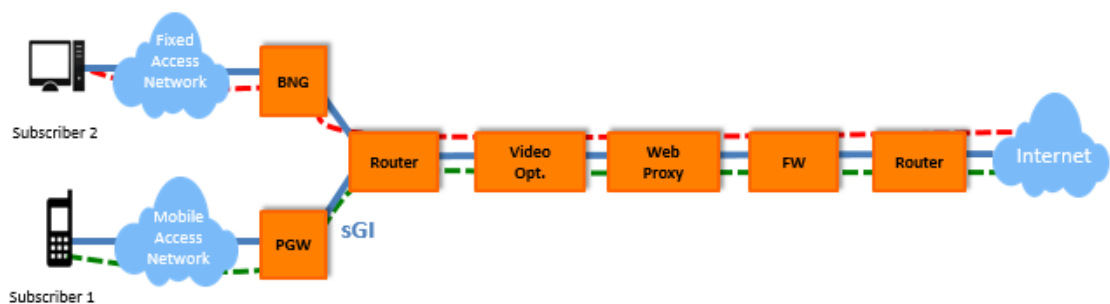 Fixed
Access
Network
BNG
Subscriber 2
Router
Video
Opt.
Web
Proxy
FW
Router
Internet
Mobile
Access
Network
PGW
sGI
Subscriber 1